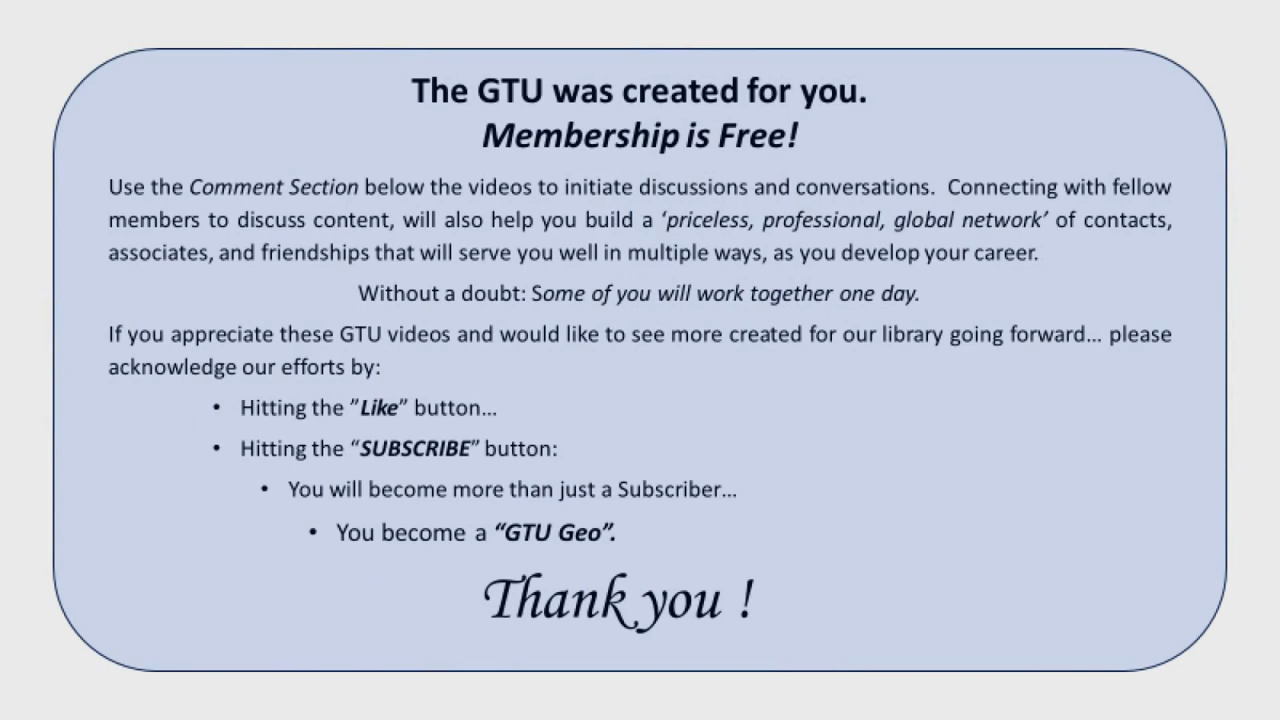 The GTU was created for you.
Membership is Free!
Use the Comment Section below the videos to initiate discussions and conversations.  Connecting with fellow
members to discuss content, will also help you build a ‘priceless, professional, global network’ of contacts,
associates, and friendships that will serve you well in multiple ways, as you develop your career.
Without a doubt: Some of you will work together one day.
If you appreciate these GTU videos and would like to see more created for our library going forward… please
acknowledge our efforts by:
• Hitting the ”Like” button…
• Hitting the “SUBSCRIBE” button:
• You will become more than just a Subscriber…
• You become a “GTU Geo”.
Thank you !